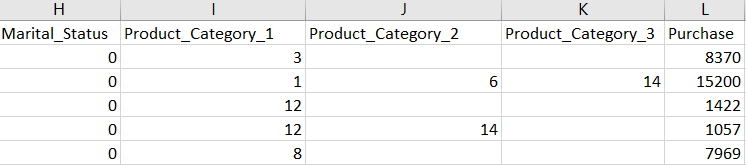 H I J K L
Marital_Status Product_Category_1 Product_Category_2 Product_Category_3 Purchase
0 3 8370
0 1 6 14 15200
0 12 1422
0 12 14 1057
0 8 7969